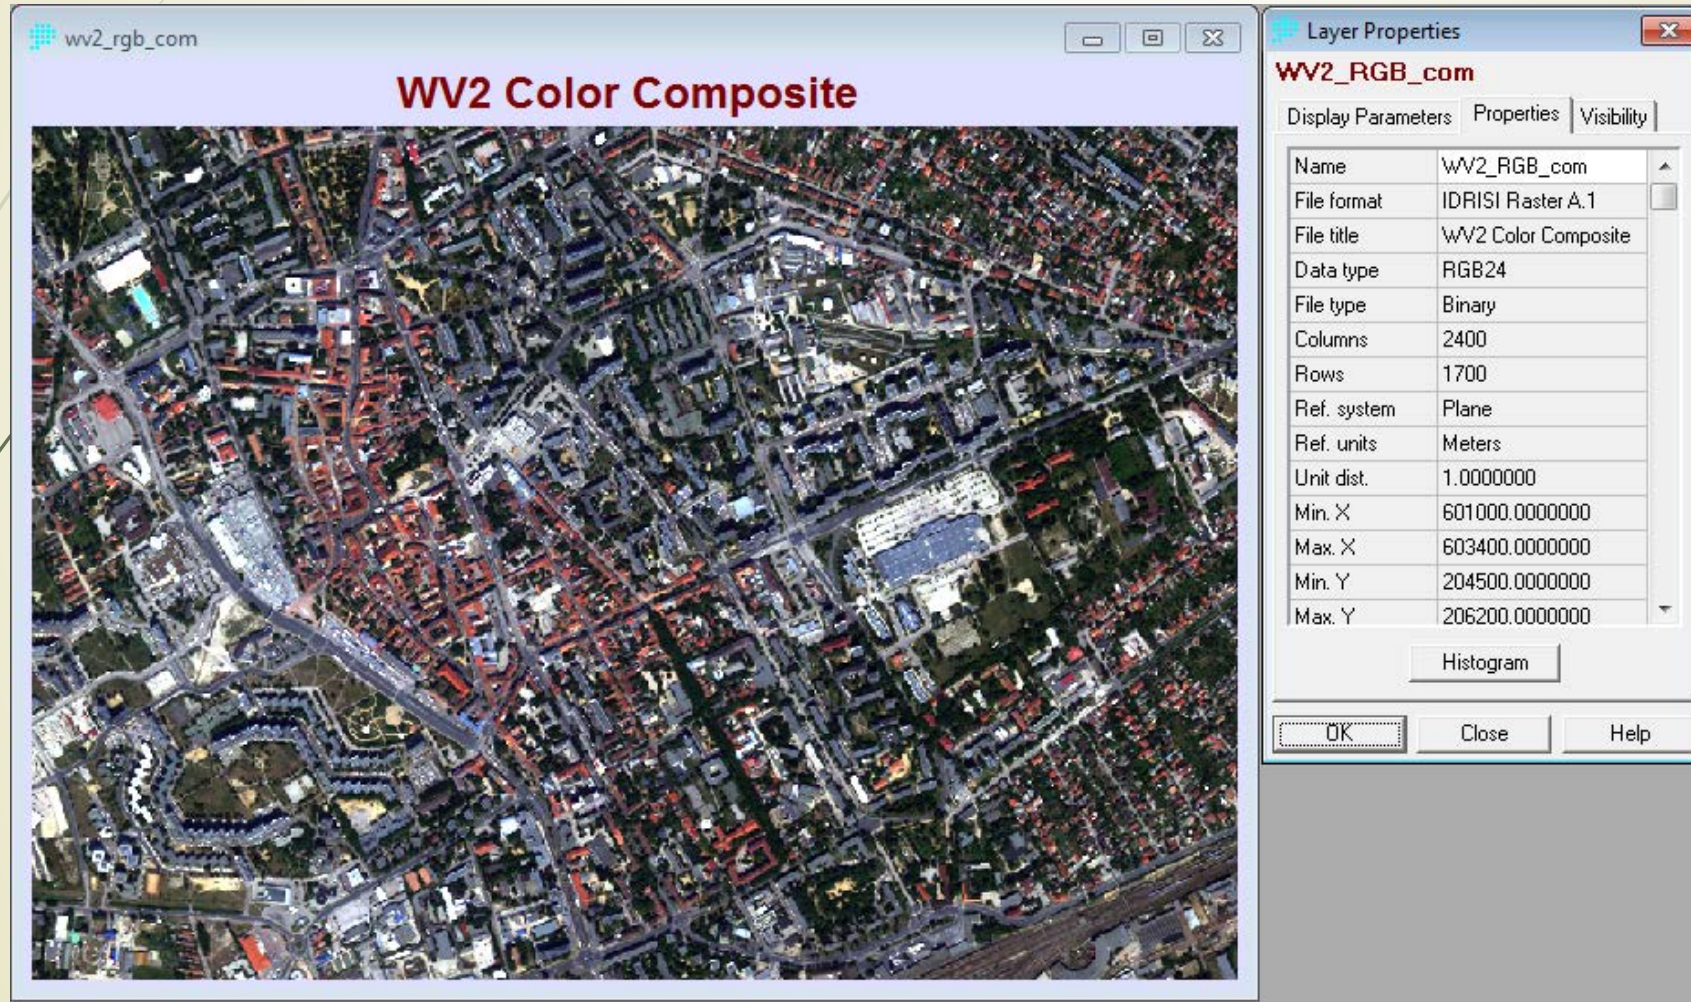 wv2_rgb_com
WV2 Color Composite
Layer Properties
WV2_RGB_com
Display Parameters Properties Visibility
Name WV2_RGB_com
File format IDRISI Raster A.1
File title WV2 Color Composite
Data type RGB24
File type Binary
Columns 2400
Rows 1700
Ref. system Plane
Ref. units Meters
Unit dist. 1.0000000
Min. X 601000.0000000
Max. X 603400.0000000
Min. Y 204500.0000000
Max. Y 206200.0000000
Histogram
OK Close Help